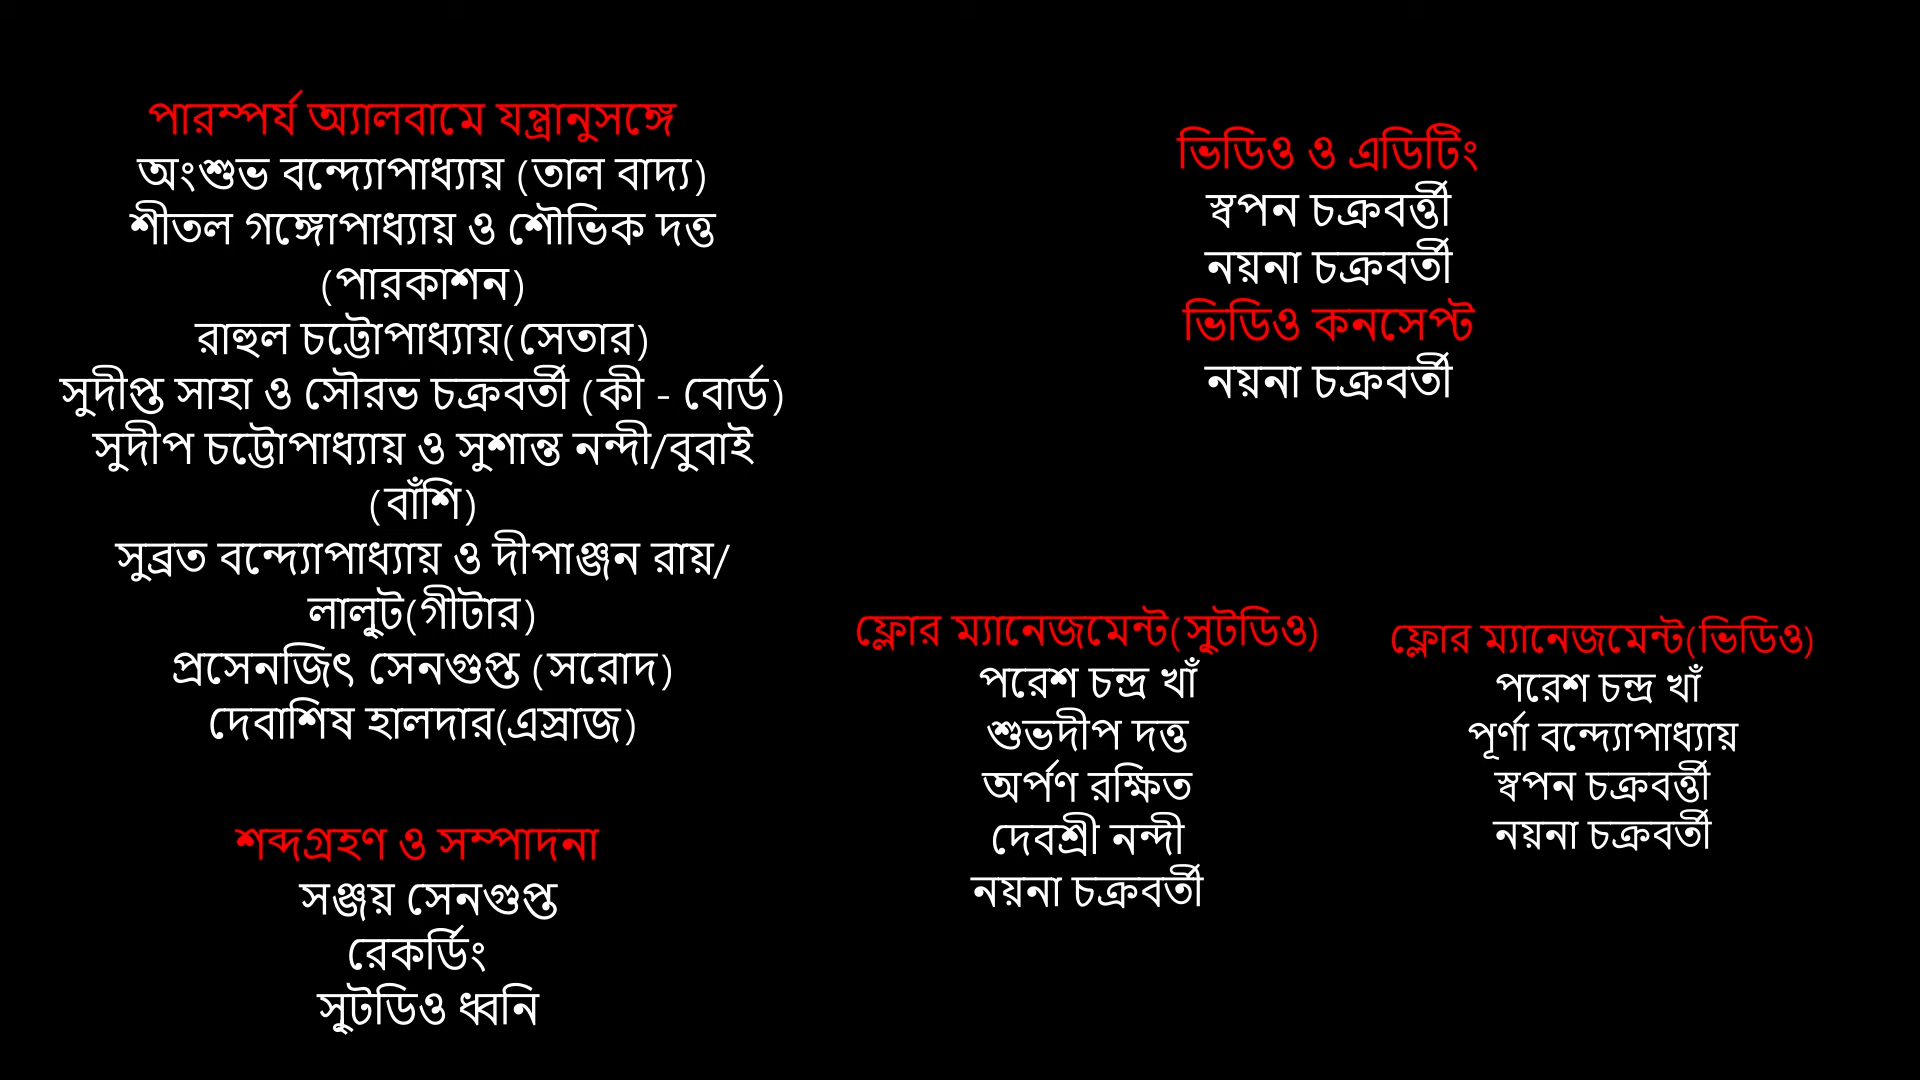 পারম্পর্য অ্যালবামে যন্ত্রানুসঙ্গে
অংশুভ বন্দ্যোপাধ্যায় (তাল বাদ্য)
শীতল গঙ্গোপাধ্যায় ও শৌভিক দত্ত
(পারকাশন)
রাহুল চট্টোপাধ্যায়(সেতার)
সুদীপ্ত সাহা ও সৌরভ চক্রবর্তী (কী - বোর্ড)
সুদীপ চট্টোপাধ্যায় ও সুশান্ত নন্দী/বুবাই
(বাঁশি)
সুব্রত বন্দ্যোপাধ্যায় ও দীপাঞ্জন রায়/
লালুট(গীটার)
প্রসেনজিৎ সেনগুপ্ত (সরোদ)
দেবাশিষ হালদার(এস্রাজ)
শব্দগ্রহণ ও সম্পাদনা
সঞ্জয় সেনগুপ্ত
রেকর্ডিং
সুটডিও ধ্বনি
ভিডিও ও এডিটিং
স্বপন চক্রবর্ত্তী
নয়না চক্রবর্তী
ভিডিও কনসেপ্ট
নয়না চক্রবর্তী
ফ্লোর ম্যানেজমেন্ট(সুটডিও)
পরেশ চন্দ্র খাঁ
শুভদীপ দত্ত
অর্পণ রক্ষিত
দেবশ্রী নন্দী
নয়না চক্রবর্তী
ফ্লোর ম্যানেজমেন্ট(ভিডিও)
পরেশ চন্দ্র খাঁ
পূর্ণা বন্দ্যোপাধ্যায়
স্বপন চক্রবর্ত্তী
নয়না চক্রবর্তী